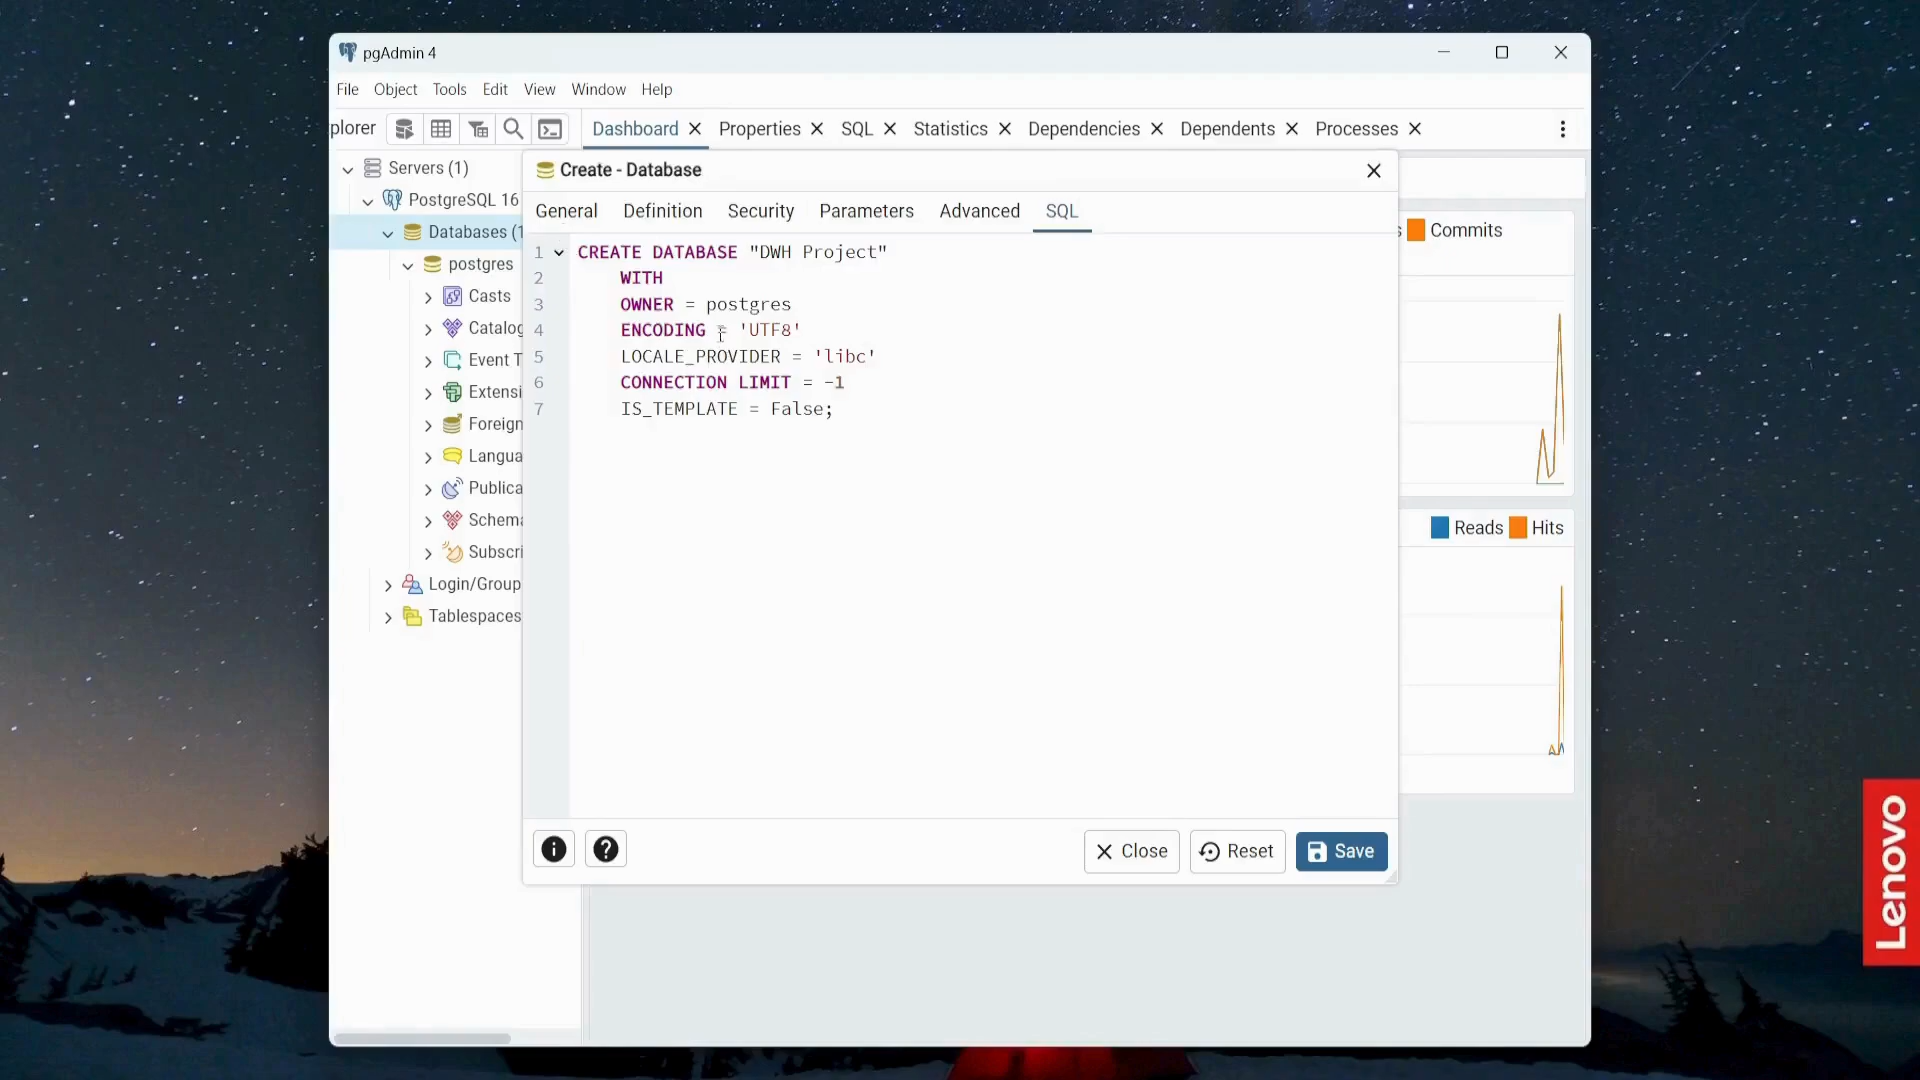 pgAdmin 4
File Object Tools Edit View Window Help
plorer Dashboard Properties SQL Statistics Dependencies Dependents Processes
Servers (1)
PostgreSQL 16
Databases (1
postgres
Casts
Catalog
Event T
Extensi
Foreign
Langua
Publica
Schema
Subscri
Login/Group
Tablespaces
Create - Database
General Definition Security Parameters Advanced SQL
1 CREATE DATABASE "DWH Project"
2 WITH
3 OWNER = postgres
4 ENCODING = 'UTF8'
5 LOCALE_PROVIDER = 'libc'
6 CONNECTION LIMIT = -1
7 IS_TEMPLATE = False;
Close Reset Save
s Commits
Reads Hits
Lenovo